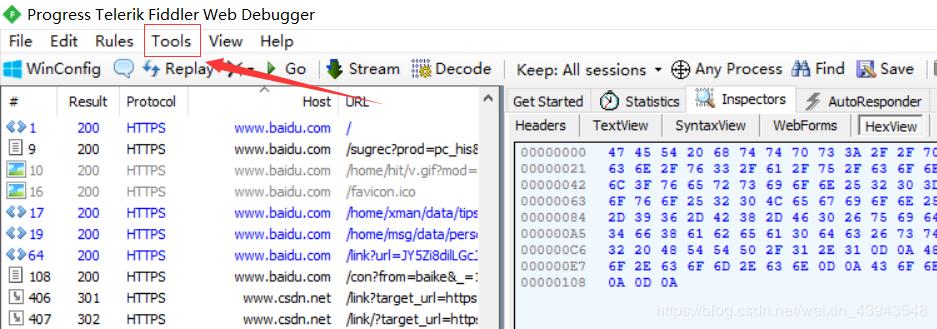 Progress Telerik Fiddler Web Debugger
File Edit Rules Tools View Help
WinConfig Replay Go Stream Decode Keep: All sessions Any Process Find Save
# Result Protocol Host URL
Get Started Statistics Inspectors AutoResponder
Headers TextView SyntaxView WebForms HexView
1 200 HTTPS www.baidu.com /
9 200 HTTPS www.baidu.com /sugrec?prod=pc_his&
10 200 HTTPS www.baidu.com /home/hit/v.gif?mod=
16 200 HTTPS www.baidu.com /favicon.ico
17 200 HTTPS www.baidu.com /home/xman/data/tips
19 200 HTTPS www.baidu.com /home/msg/data/pers
64 200 HTTPS www.baidu.com
108 200 HTTPS www.baidu.com /con?from=baike&_=1
406 301 HTTPS www.csdn.net /link?target_url=https
407 302 HTTPS www.csdn.net /link/?target_url=https
00000000 47 45 54 20 68 74 74 70 73 3A 2F 2F 70
00000021 63 6E 2F 76 33 2F 61 2F 75 2F 63 6F 6E
00000042 6C 3F 76 65 72 73 69 6F 6E 25 32 30 3D
00000063 6F 76 6F 25 32 30 4C 65 67 69 6F 6E 25
00000084 2D 39 36 2D 42 38 2D 46 30 26 75 69 64
000000A5 34 66 38 61 62 65 61 30 64 63 26 73 74
000000C6 32 20 48 54 54 50 2F 31 2E 31 0D 0A 48
000000E7 6F 2E 63 6F 6D 2E 63 6E 0D 0A 43 6F 6E
00000108 0A 0D 0A
https://blog.csdn.net/weixin_43943548